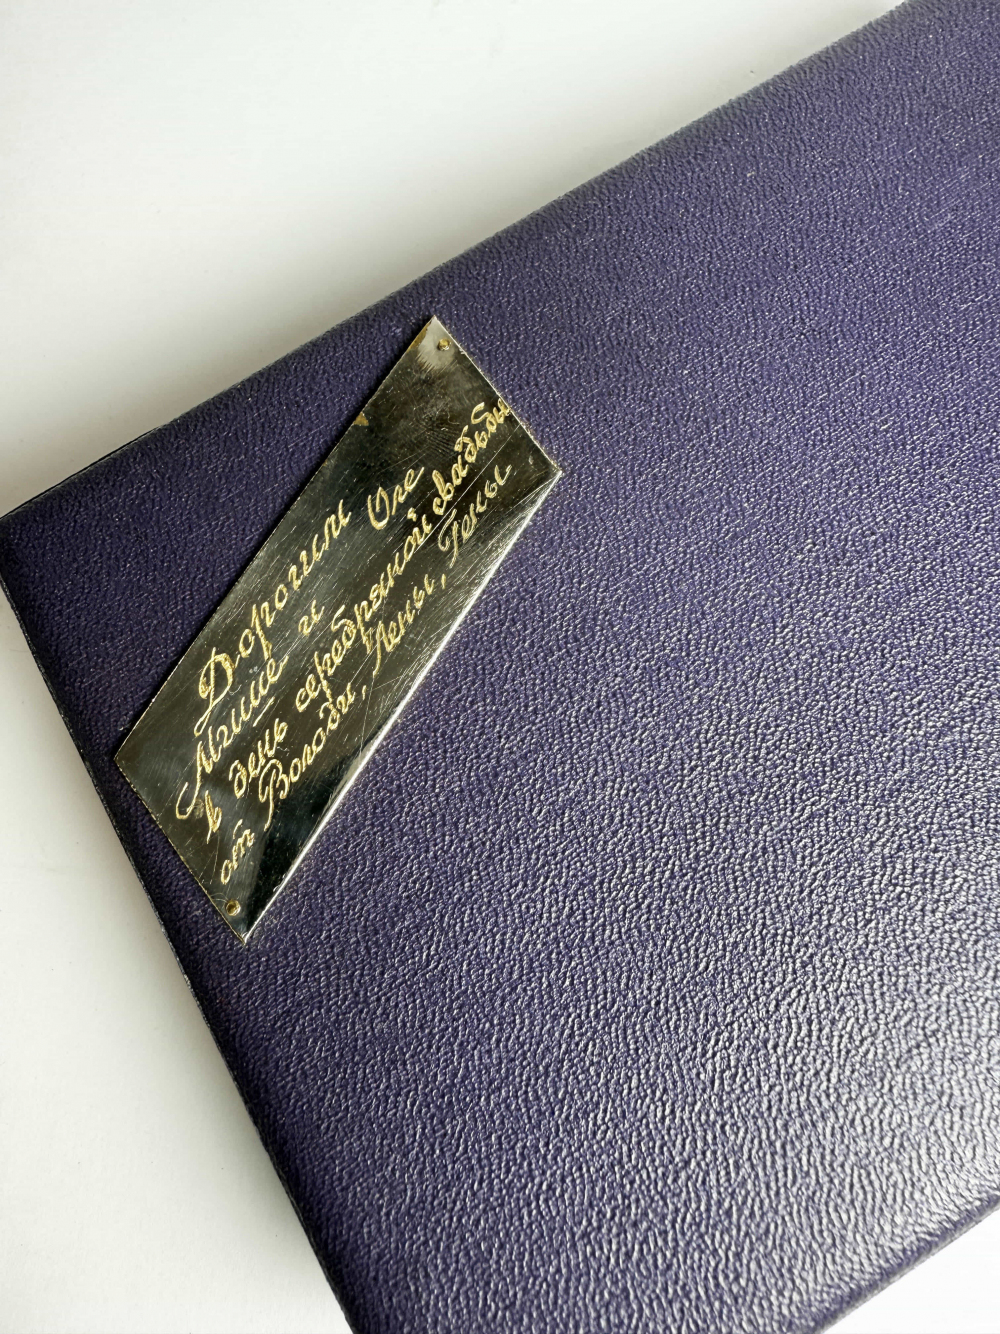 Дорогим
Мише и Оле
в день серебряной свадьбы
от Володи, Лены, Гены